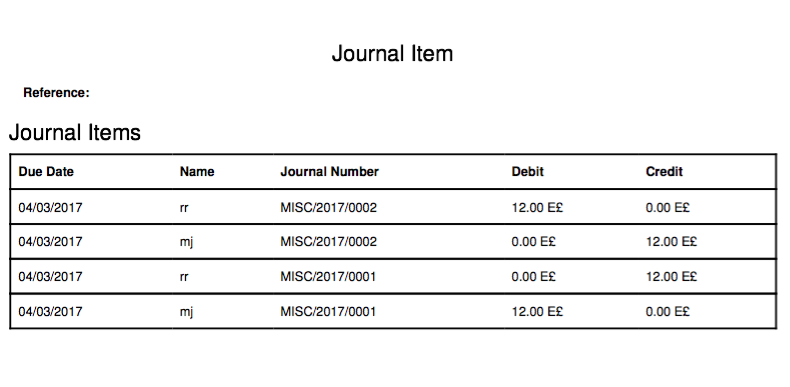 Journal Item
Reference:
Journal Items
Due Date Name Journal Number Debit Credit
04/03/2017 rr MISC/2017/0002 12.00 E£ 0.00 E£
04/03/2017 mj MISC/2017/0002 0.00 E£ 12.00 E£
04/03/2017 rr MISC/2017/0001 0.00 E£ 12.00 E£
04/03/2017 mj MISC/2017/0001 12.00 E£ 0.00 E£